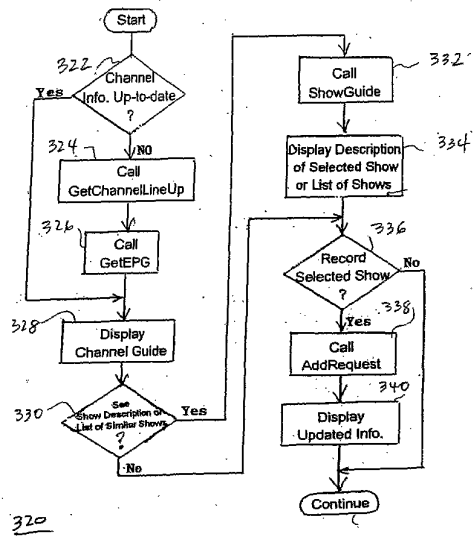 Start
322
Channel
Info. Up-to-date
?
Yes
No
324
Call
GetChannelLineUp
326
Call
GetEPG
328
Display
Channel Guide
330
See
Show Description or
List of Similar Shows
?
Yes
No
332
Call
ShowGuide
334
Display Description
of Selected Show
or List of Shows
336
Record
Selected Show
?
No
Yes
338
Call
AddRequest
340
Display
Updated Info.
Continue
320